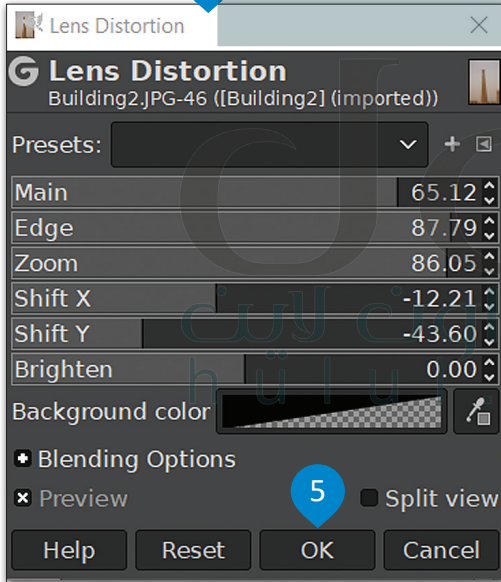 Lens Distortion
Lens Distortion
Building2.JPG-46 ([Building2] (imported))
Presets:
Main 65.12
Edge 87.79
Zoom 86.05
Shift X -12.21
Shift Y -43.60
Brighten 0.00
Background color
Blending Options
Preview Split view
5
Help Reset OK Cancel